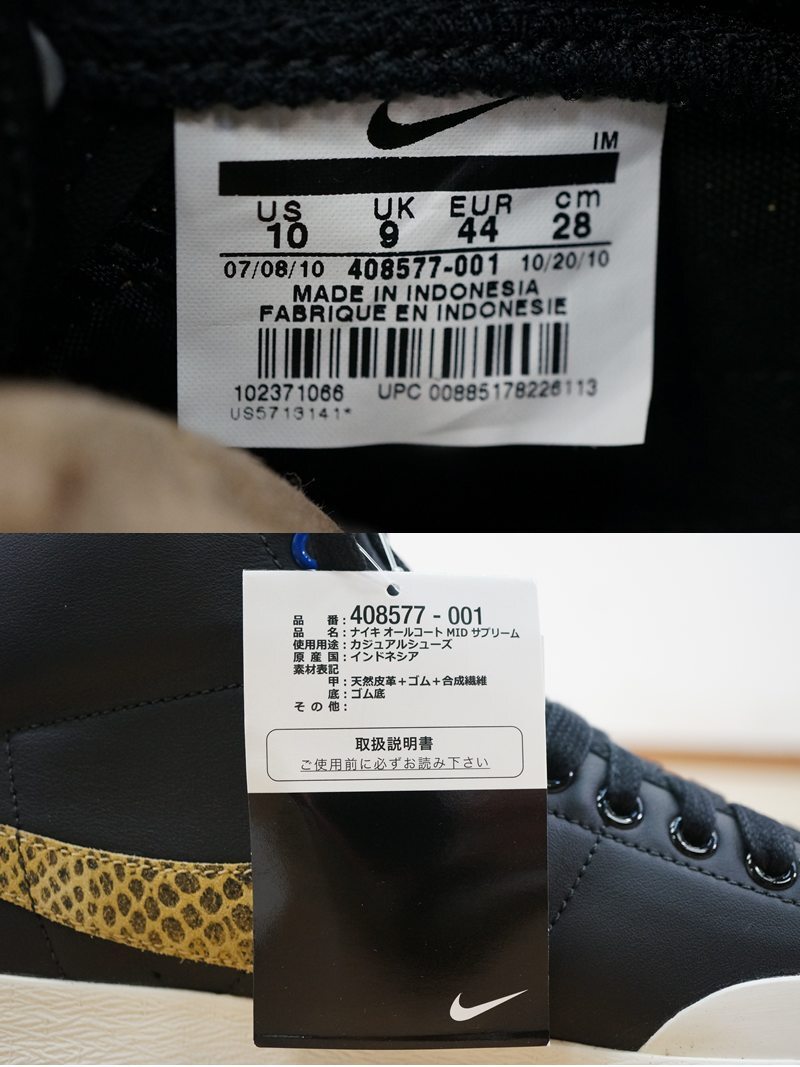 IM
US UK EUR cm
10 9 44 28
07/08/10 408577-001 10/20/10
MADE IN INDONESIA
FABRIQUE EN INDONESIE
102371066 UPC 00885178226113
US5713141*
品 番：408577 - 001
品 名：ナイキ オールコート MID サプリーム
使用用途：カジュアルシューズ
原 産 国：インドネシア
素材表記
甲：天然皮革＋ゴム＋合成繊維
底：ゴム底
そ の 他：
取扱説明書
ご使用前に必ずお読み下さい